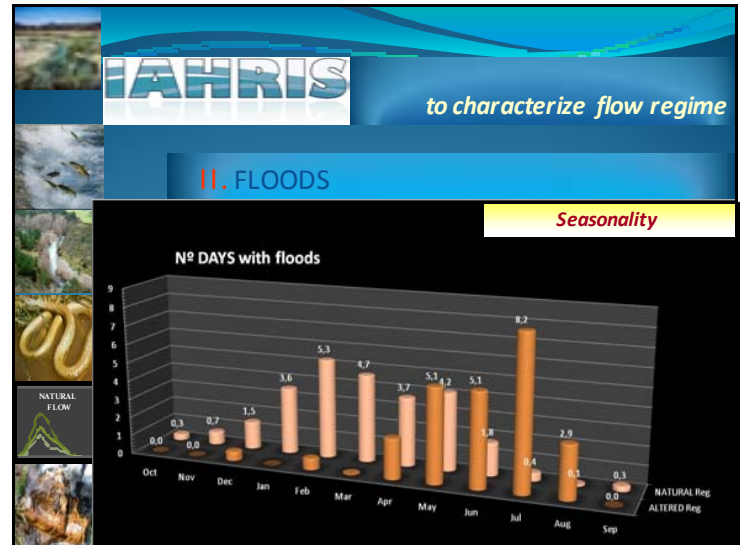 IAHRIS
to characterize flow regime
II. FLOODS
Seasonality
Nº DAYS with floods
9
8
7
6
5
4
3
2
1
0
0,3
0,7
1,5
3,6
5,3
4,7
3,7
4,2
1,8
0,4
0,1
0,3
0,0
0,0
5,1
5,1
8,2
2,9
0,0
Oct
Nov
Dec
Jan
Feb
Mar
Apr
May
Jun
Jul
Aug
Sep
NATURAL Reg
ALTERED Reg
NATURAL
FLOW